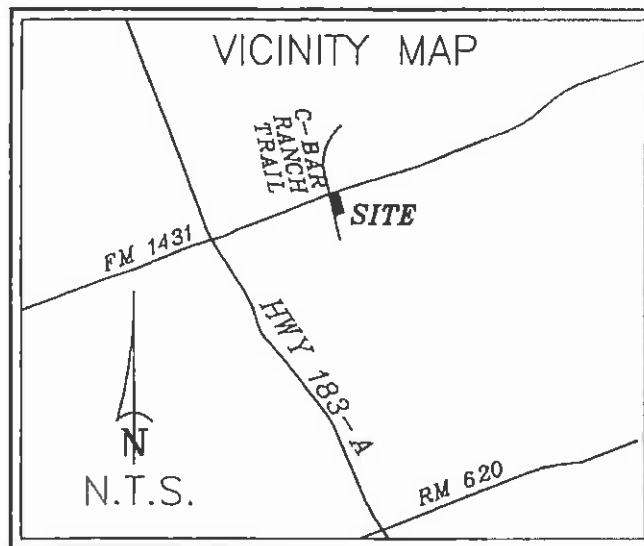 VICINITY MAP
C-BAR
RANCH
TRAIL
SITE
FM 1431
HWY 183-A
N
N.T.S.
RM 620